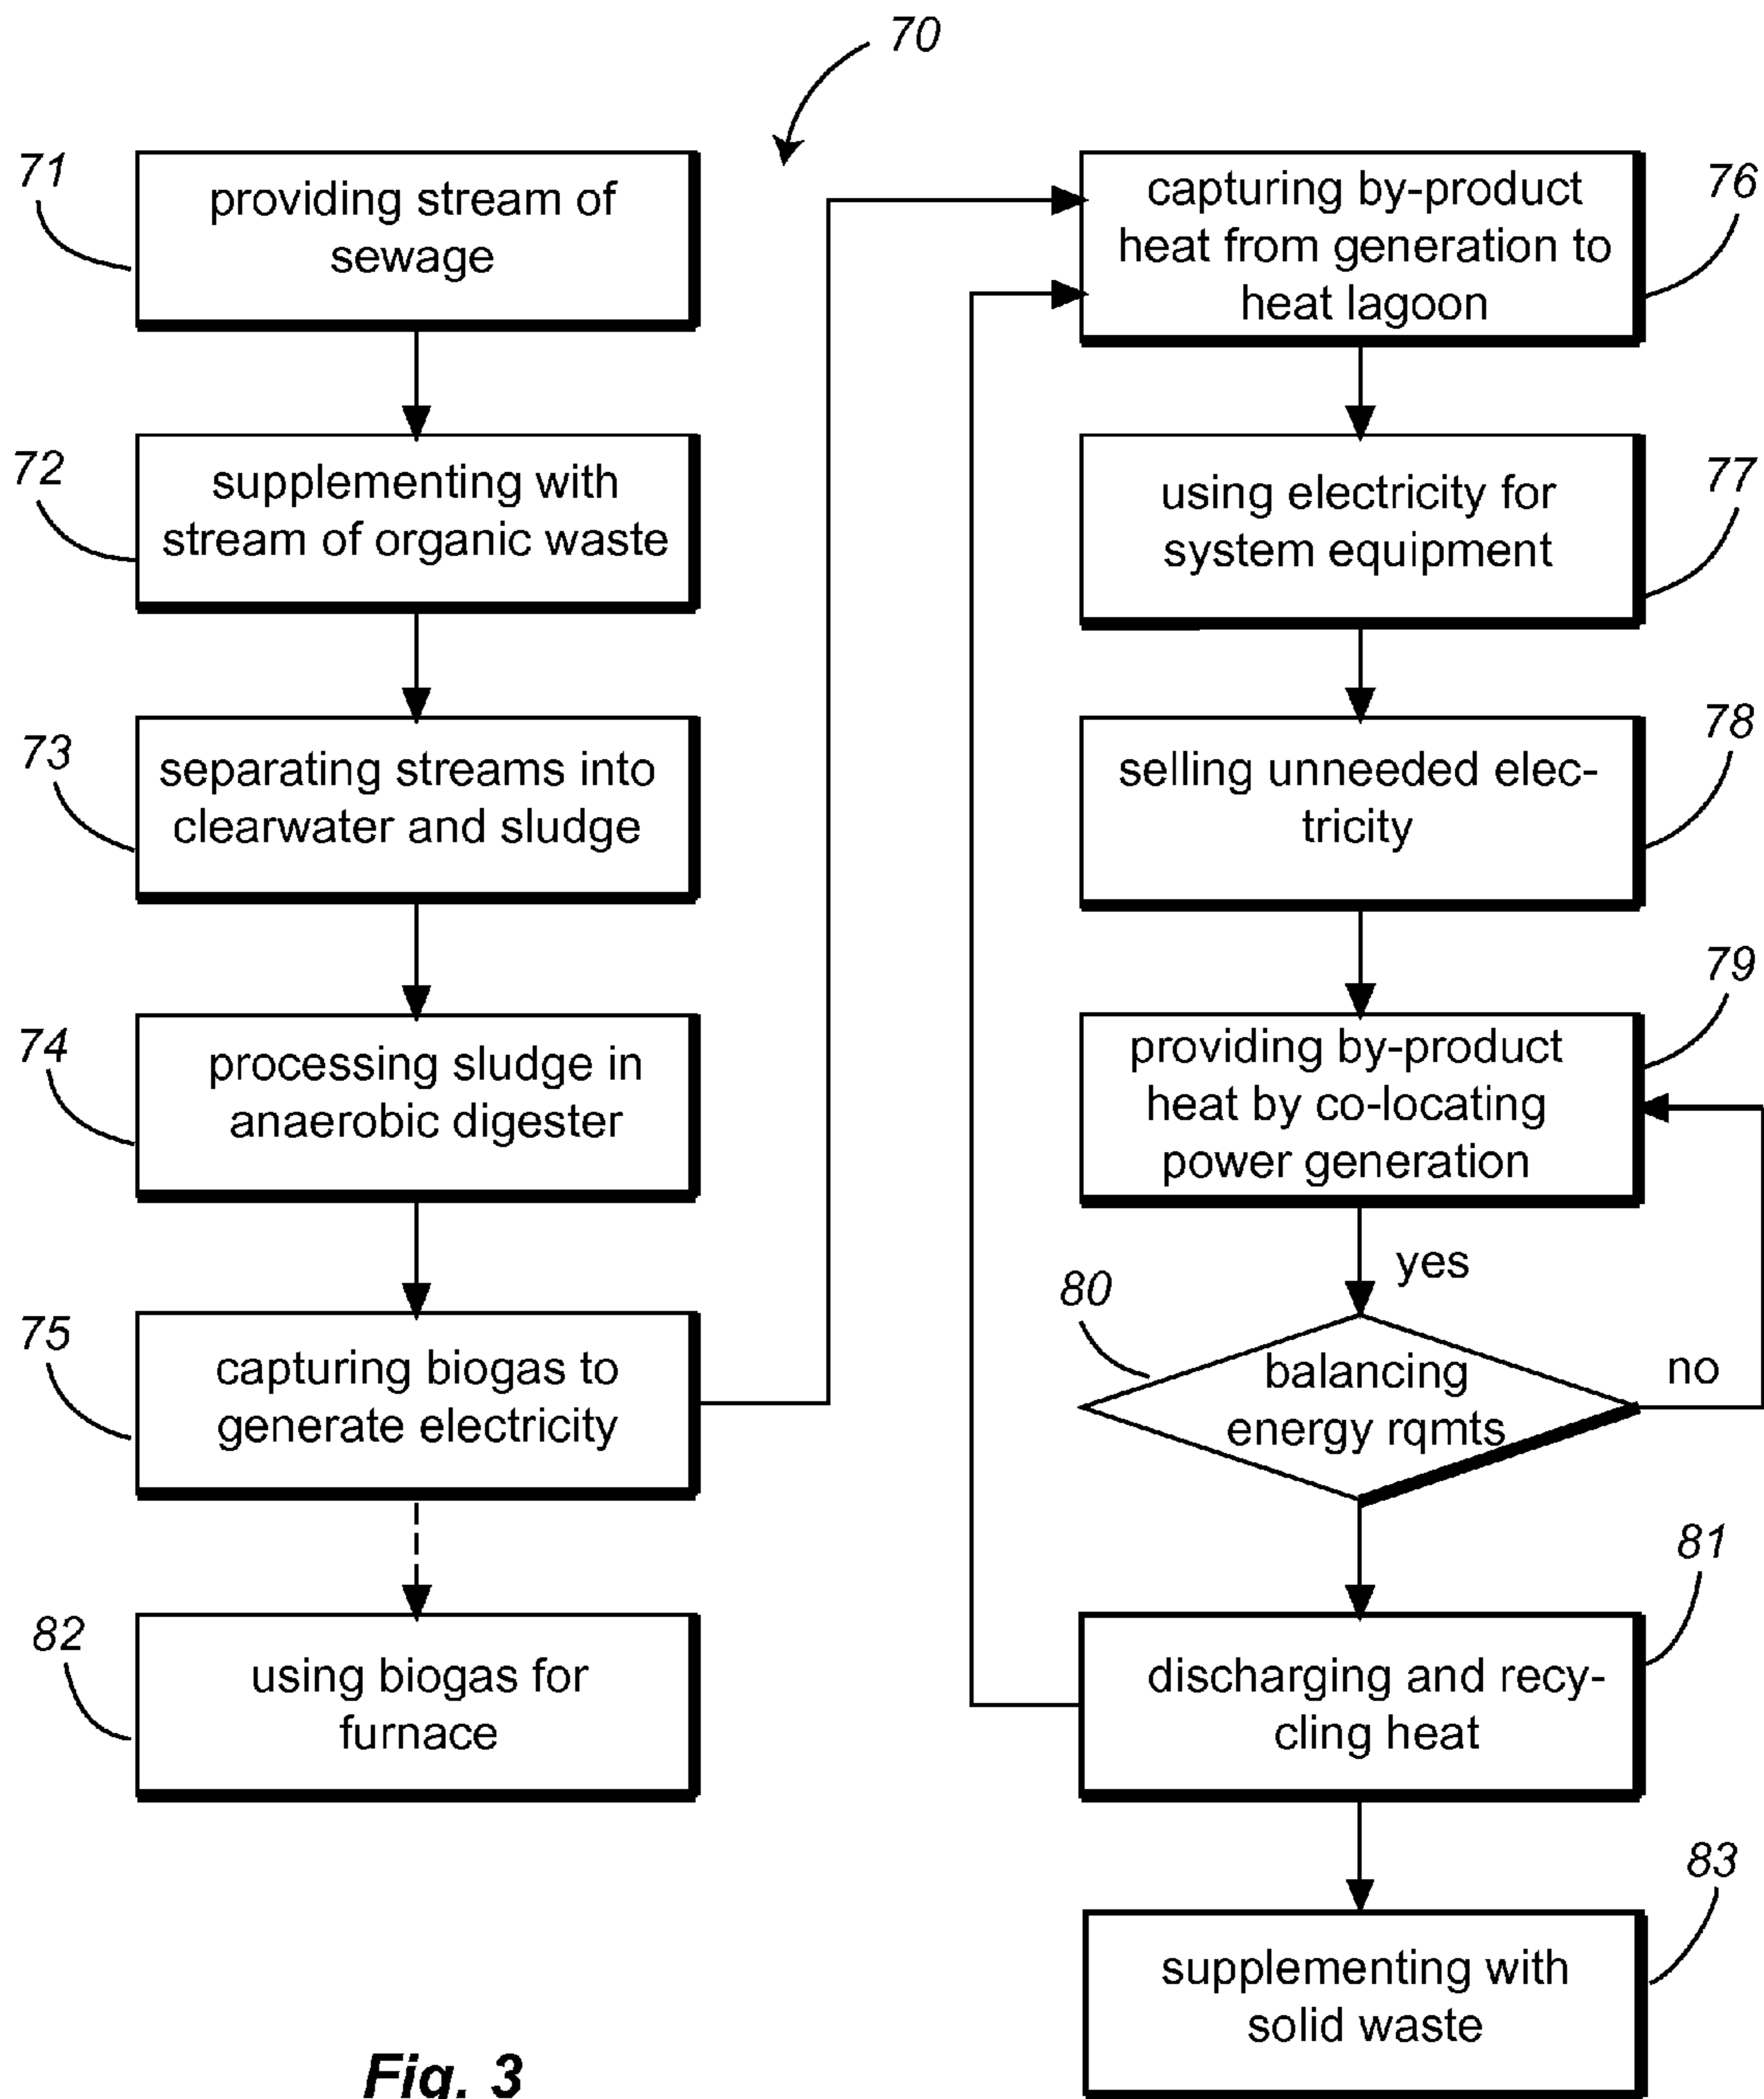 70
71
providing stream of
sewage
72
supplementing with
stream of organic waste
73
separating streams into
clearwater and sludge
74
processing sludge in
anaerobic digester
75
capturing biogas to
generate electricity
82
using biogas for
furnace
76
capturing by-product
heat from generation to
heat lagoon
77
using electricity for
system equipment
78
selling unneeded elec-
tricity
79
providing by-product
heat by co-locating
power generation
yes
80
balancing
energy rqmts
no
81
discharging and recy-
cling heat
83
supplementing with
solid waste
Fig. 3